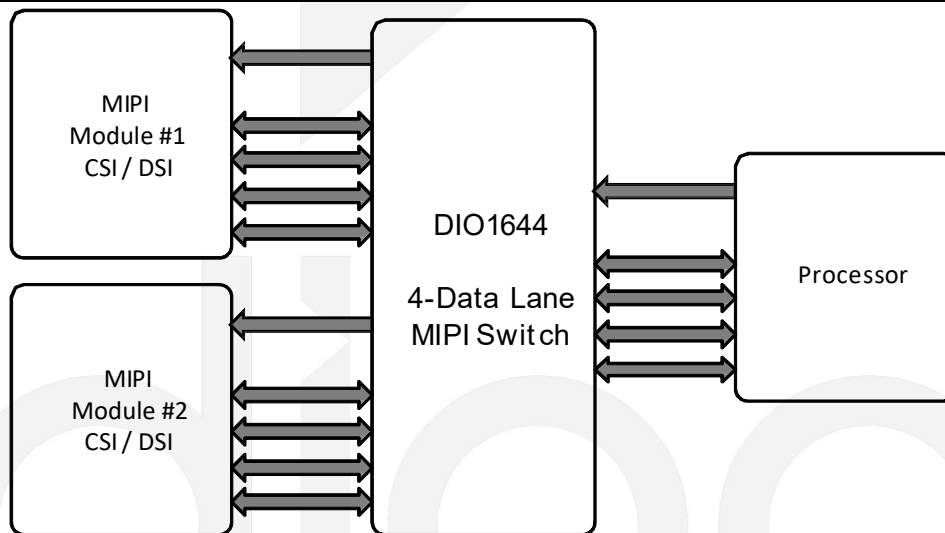 MIPI
Module #1
CSI / DSI
MIPI
Module #2
CSI / DSI
DIO1644
4-Data Lane
MIPI Switch
Processor